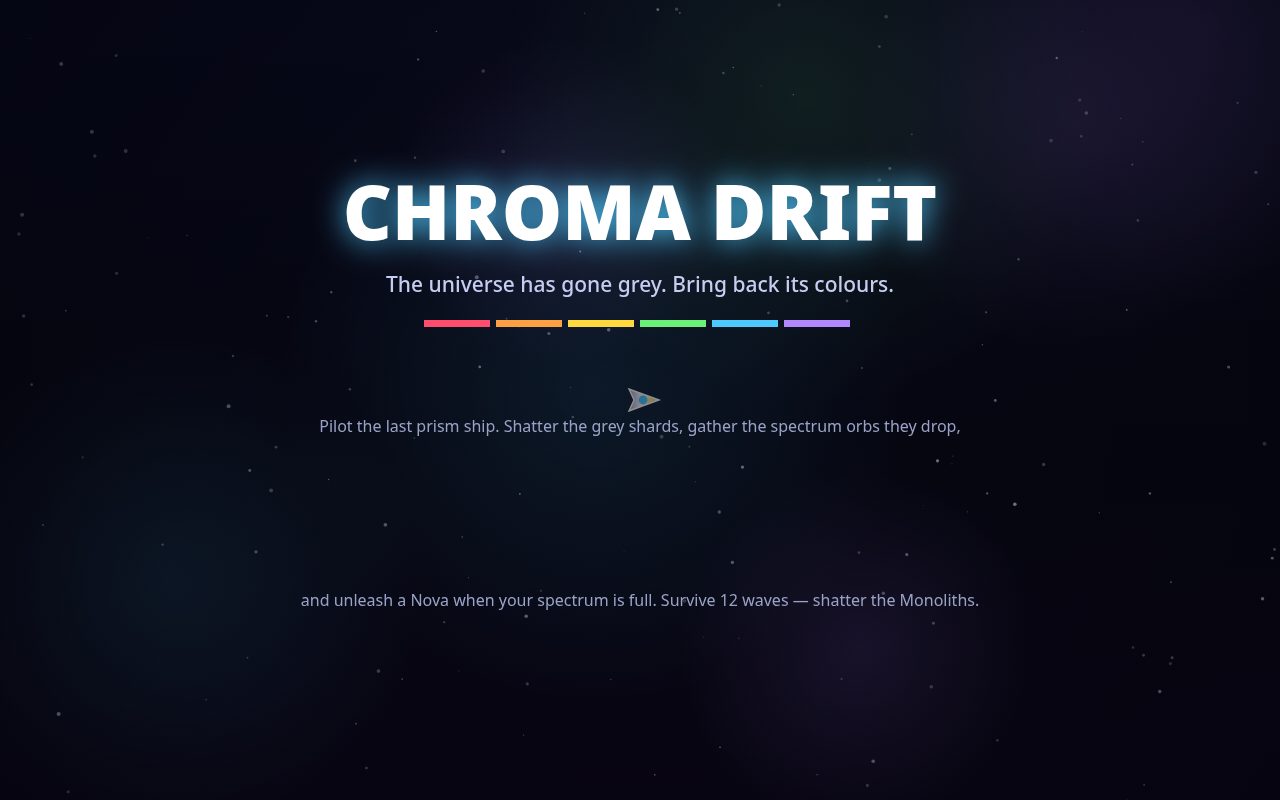 CHROMA DRIFT
The universe has gone grey. Bring back its colours.
Pilot the last prism ship. Shatter the grey shards, gather the spectrum orbs they drop,
and unleash a Nova when your spectrum is full. Survive 12 waves — shatter the Monoliths.